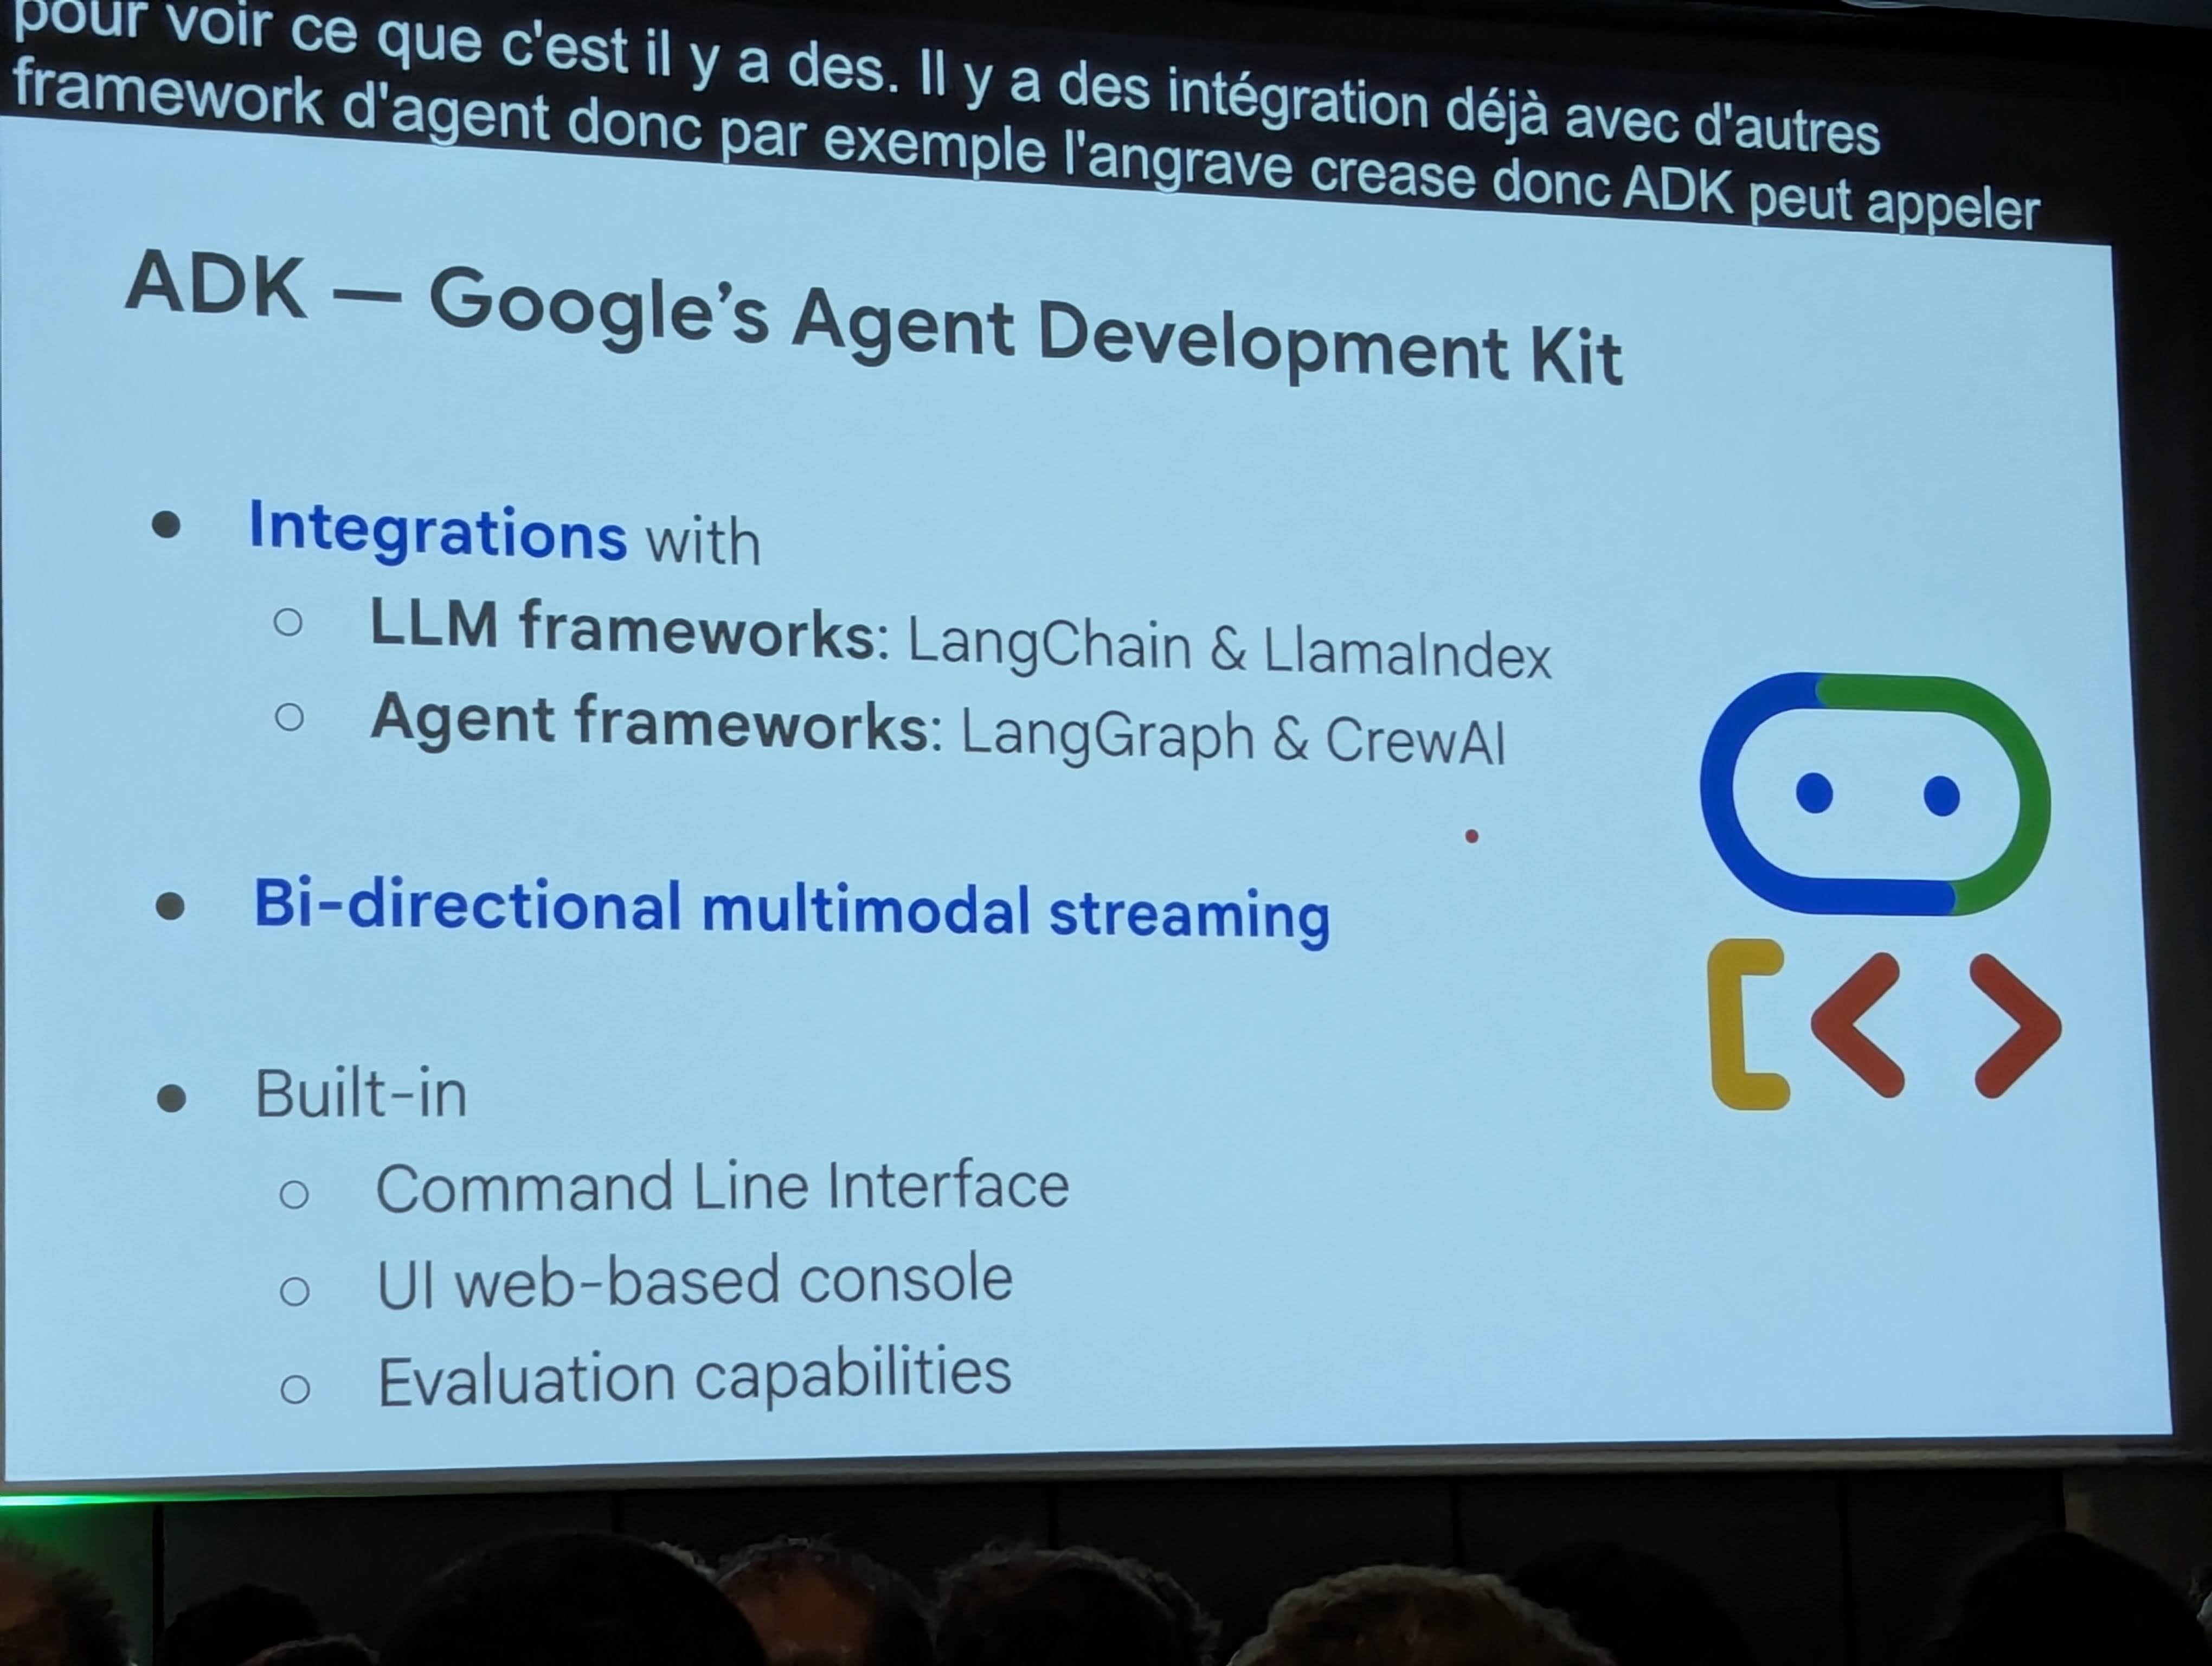 pour voir ce que c'est il y a des. Il y a des intégration déjà avec d'autres
framework d'agent donc par exemple l'angrave crease donc ADK peut appeler
ADK — Google's Agent Development Kit
● Integrations with
○ LLM frameworks: LangChain & LlamaIndex
○ Agent frameworks: LangGraph & CrewAI
● Bi-directional multimodal streaming
● Built-in
○ Command Line Interface
○ UI web-based console
○ Evaluation capabilities